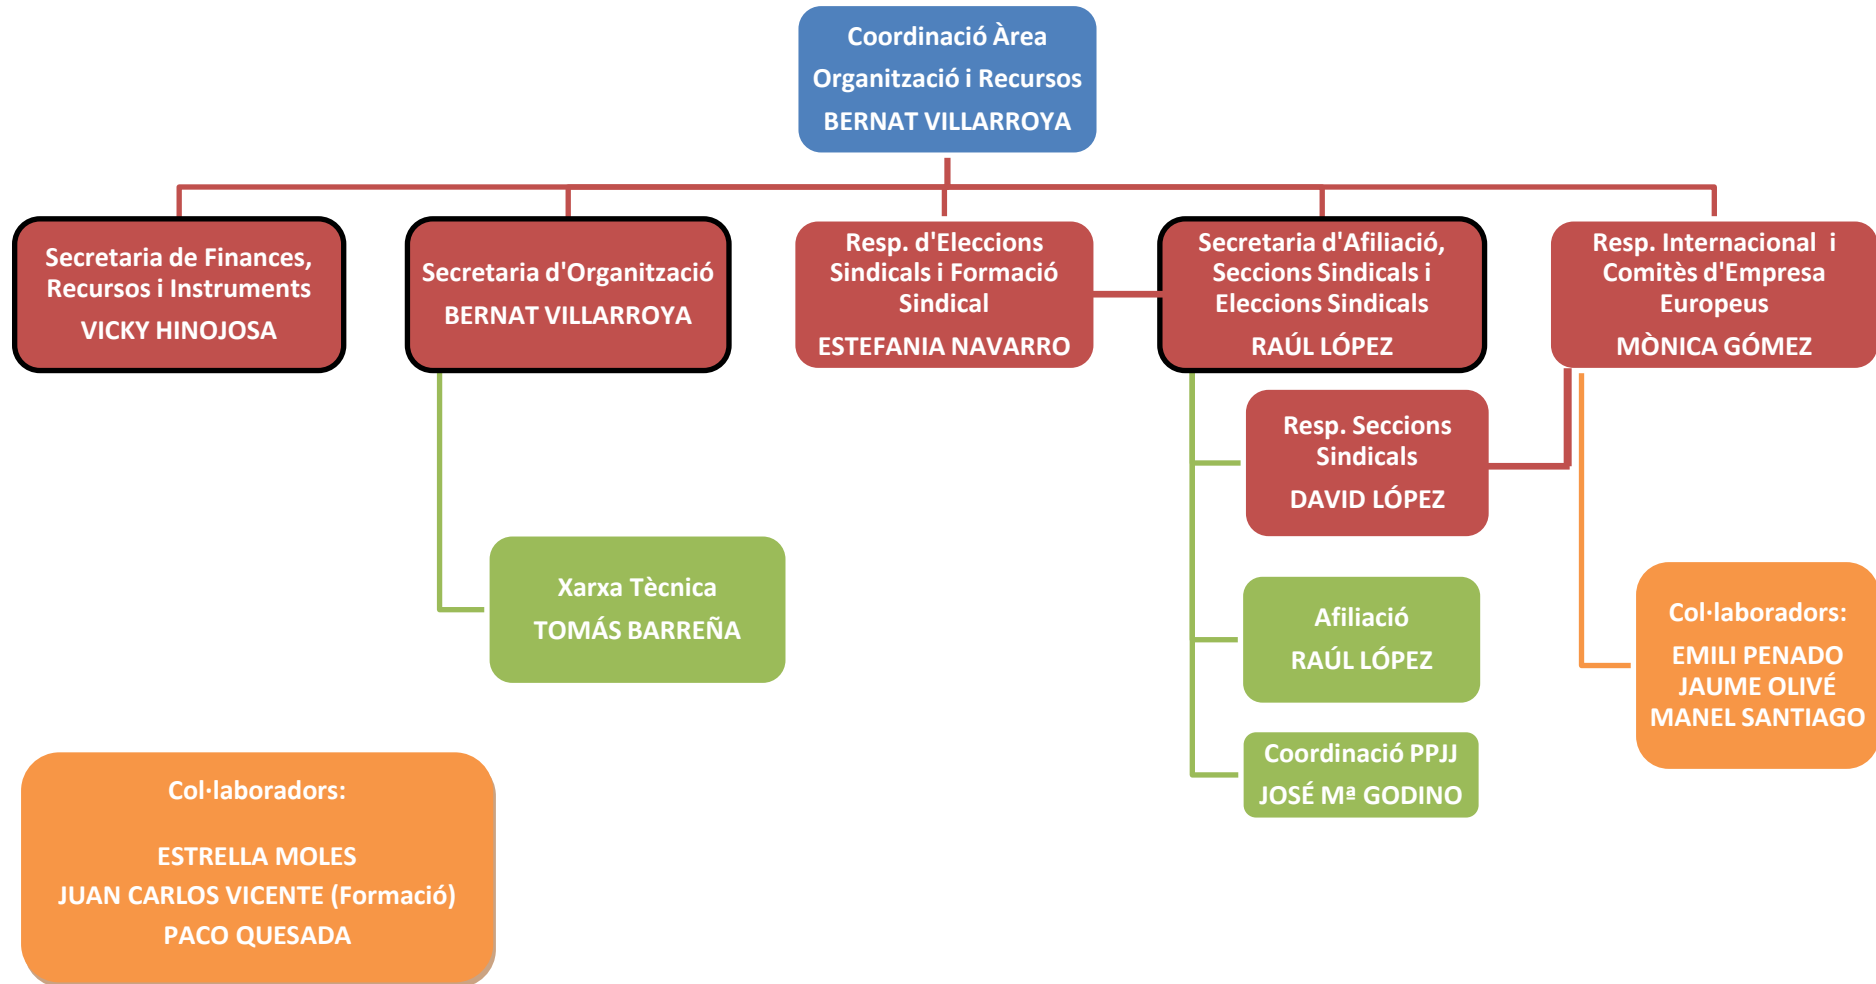 Coordinació Àrea
Organització i Recursos
BERNAT VILLARROYA
Secretaria de Finances,
Recursos i Instruments
VICKY HINOJOSA
Secretaria d'Organització
BERNAT VILLARROYA
Resp. d'Eleccions
Sindicals i Formació
Sindical
ESTEFANIA NAVARRO
Secretaria d'Afiliació,
Seccions Sindicals i
Eleccions Sindicals
RAÚL LÓPEZ
Resp. Internacional i
Comitès d'Empresa
Europeus
MÒNICA GÓMEZ
Resp. Seccions
Sindicals
DAVID LÓPEZ
Xarxa Tècnica
TOMÁS BARREÑA
Afiliació
RAÚL LÓPEZ
Col·laboradors:
EMILI PENADO
JAUME OLIVÉ
MANEL SANTIAGO
Coordinació PPJJ
JOSÉ Mª GODINO
Col·laboradors:
ESTRELLA MOLES
JUAN CARLOS VICENTE (Formació)
PACO QUESADA